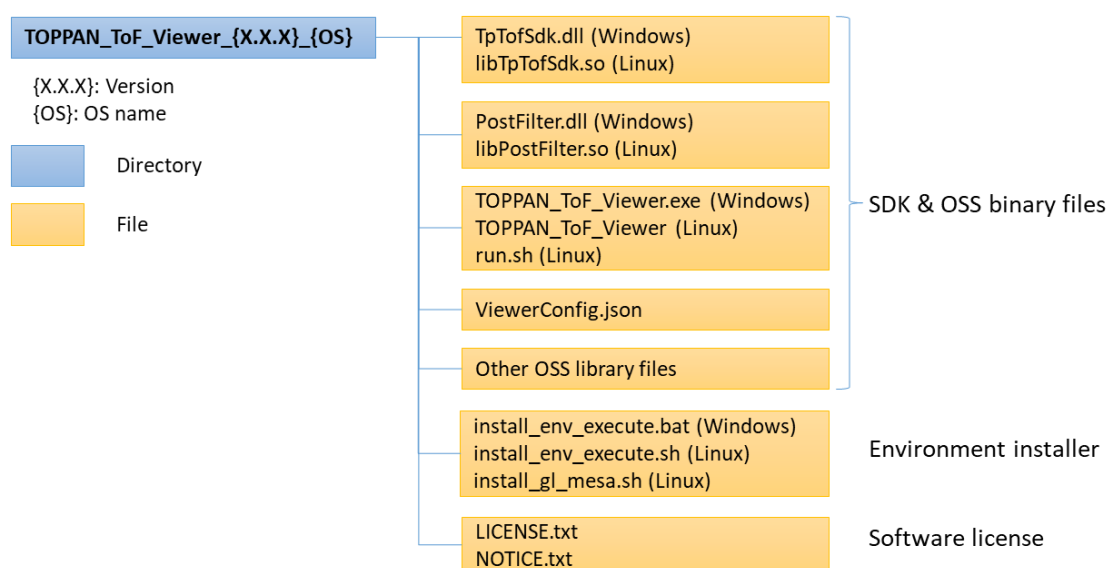 TOPPAN_ToF_Viewer_{X.X.X}_{OS}
{X.X.X}: Version
{OS}: OS name
Directory
File
TpTofSdk.dll (Windows)
libTpTofSdk.so (Linux)
PostFilter.dll (Windows)
libPostFilter.so (Linux)
TOPPAN_ToF_Viewer.exe (Windows)
TOPPAN_ToF_Viewer (Linux)
run.sh (Linux)
ViewerConfig.json
Other OSS library files
SDK & OSS binary files
install_env_execute.bat (Windows)
install_env_execute.sh (Linux)
install_gl_mesa.sh (Linux)
Environment installer
LICENSE.txt
NOTICE.txt
Software license